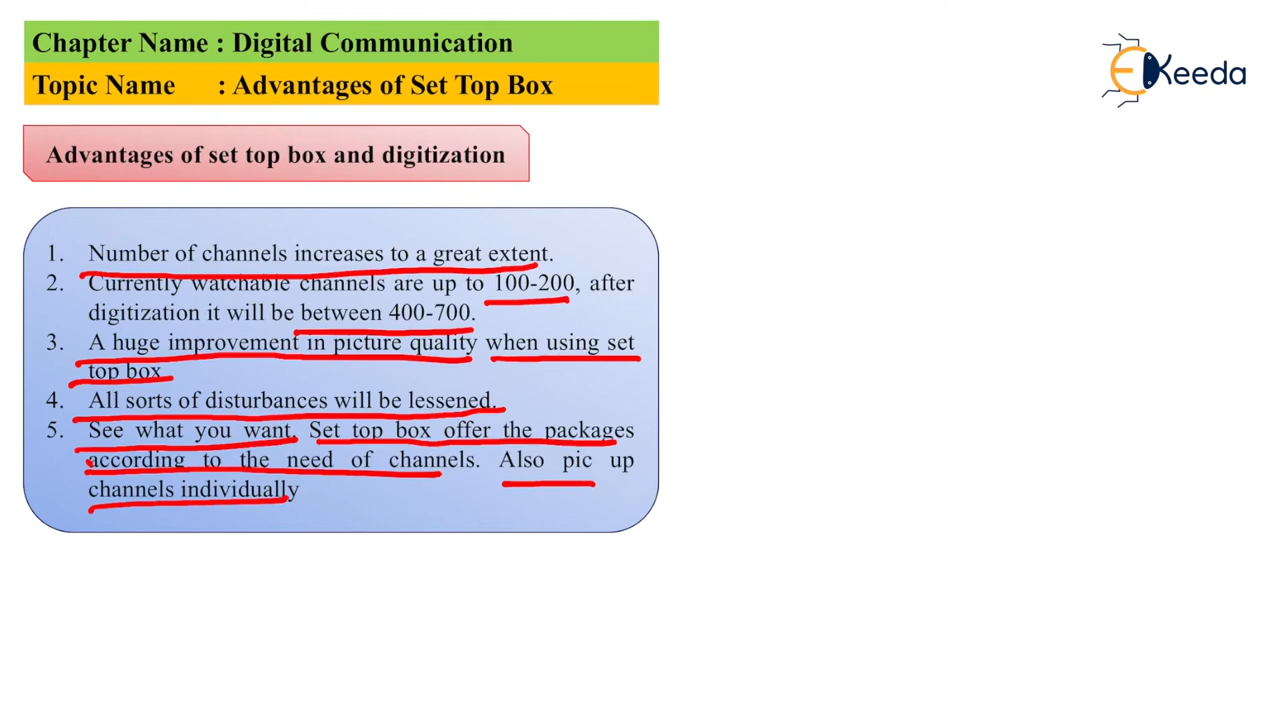 Chapter Name : Digital Communication
Topic Name : Advantages of Set Top Box
EKeeda
Advantages of set top box and digitization
1. Number of channels increases to a great extent.
2. Currently watchable channels are up to 100-200, after
digitization it will be between 400-700.
3. A huge improvement in picture quality when using set
top box
4. All sorts of disturbances will be lessened.
5. See what you want. Set top box offer the packages
according to the need of channels. Also pic up
channels individually